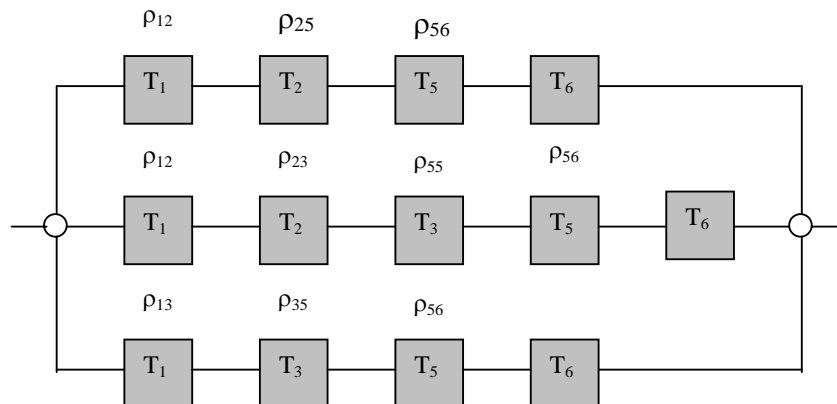 ρ₁₂ ρ₂₅ ρ₅₆
T₁ T₂ T₅ T₆
ρ₁₂ ρ₂₃ ρ₅₅ ρ₅₆
T₁ T₂ T₃ T₅ T₆
ρ₁₃ ρ₃₅ ρ₅₆
T₁ T₃ T₅ T₆